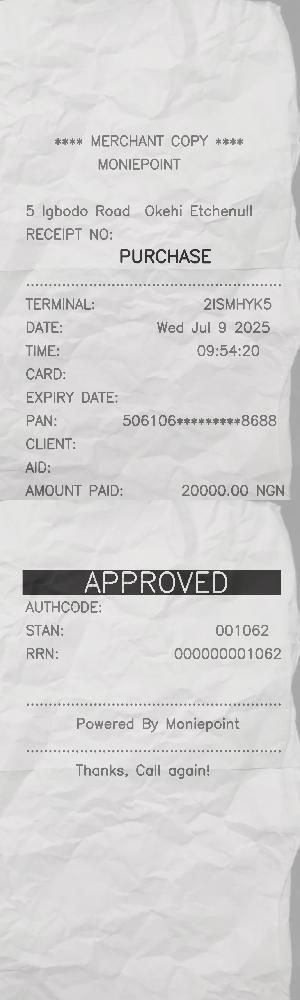 **** MERCHANT COPY ****
MONIEPOINT
5 Igbodo Road Okehi Etchenull
RECEIPT NO:
PURCHASE
TERMINAL: 2ISMHYK5
DATE: Wed Jul 9 2025
TIME: 09:54:20
CARD:
EXPIRY DATE:
PAN: 506106*********8688
CLIENT:
AID:
AMOUNT PAID: 20000.00 NGN
APPROVED
AUTHCODE:
STAN: 001062
RRN: 000000001062
Powered By Moniepoint
Thanks, Call again!